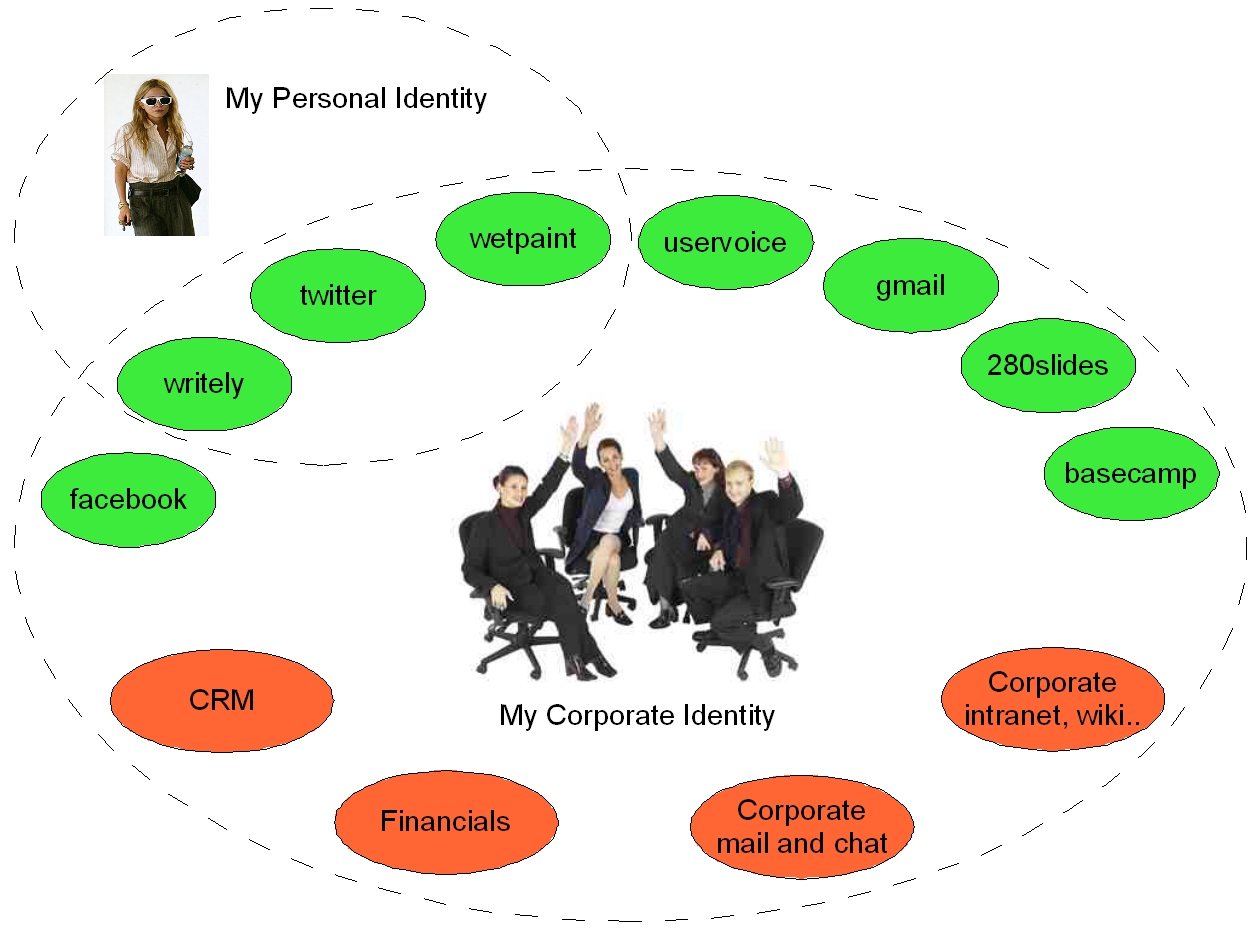 My Personal Identity
wetpaint
uservoice
twitter
gmail
writely
280slides
facebook
basecamp
CRM
My Corporate Identity
Corporate
intranet, wiki..
Financials
Corporate
mail and chat